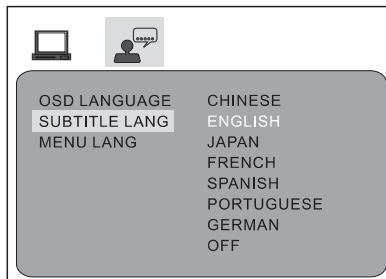 OSD LANGUAGE
SUBTITLE LANG
MENU LANG
CHINESE
ENGLISH
JAPAN
FRENCH
SPANISH
PORTUGUESE
GERMAN
OFF